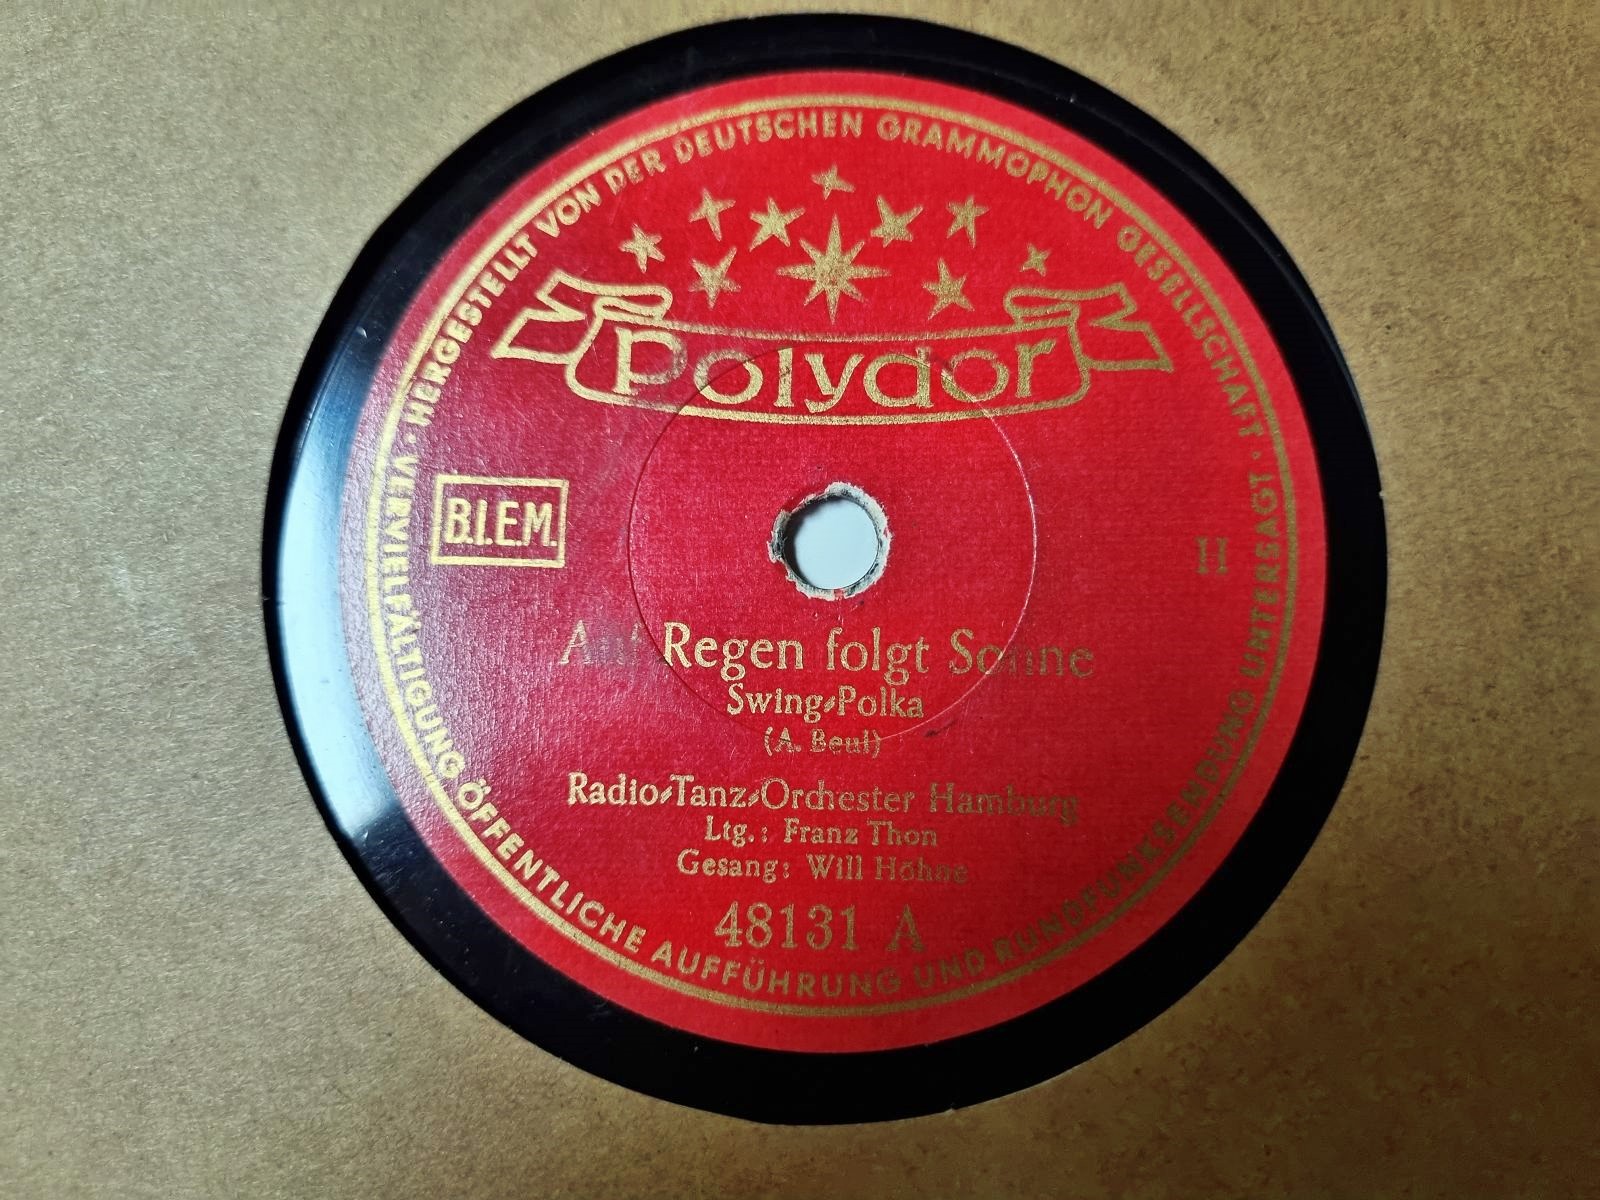 HERGESTELLT VON DER DEUTSCHEN GRAMMOPHON GESELLSCHAFT · VERVIELFÄLTIGUNG ÖFFENTLICHE AUFFÜHRUNG UND RUNDFUNKSENDUNG UNTERSAGT ·
Polydor
B.I.E.M.
H
Auf Regen folgt Sonne
Swing-Polka
(A. Beul)
Radio-Tanz-Orchester Hamburg
Ltg.: Franz Thon
Gesang: Will Höhne
48131 A